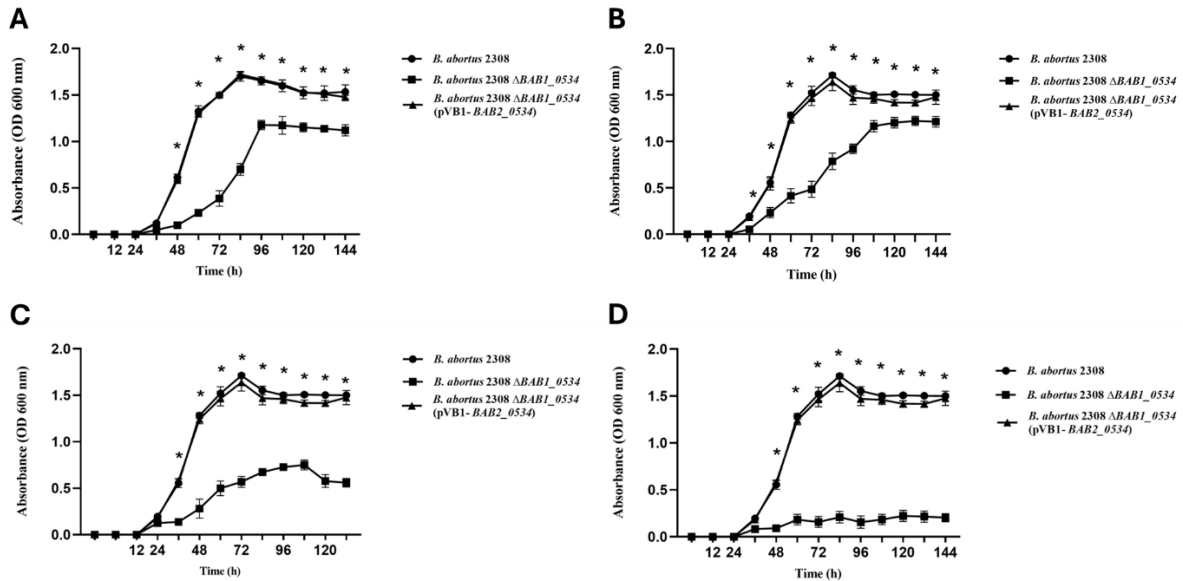 A
Absorbance (OD 600 nm)
2.0
1.5
1.0
0.5
0.0
12 24 48 72 96 120 144
Time (h)
* * * * * * * * * *
B. abortus 2308
B. abortus 2308 ΔBAB1_0534
B. abortus 2308 ΔBAB1_0534
(pVB1- BAB2_0534)
B
Absorbance (OD 600 nm)
2.0
1.5
1.0
0.5
0.0
12 24 48 72 96 120 144
Time (h)
* * * * * * * * * *
B. abortus 2308
B. abortus 2308 ΔBAB1_0534
B. abortus 2308 ΔBAB1_0534
(pVB1- BAB2_0534)
C
Absorbance (OD 600 nm)
2.0
1.5
1.0
0.5
0.0
12 24 48 72 96 120
Time (h)
* * * * * * * * *
B. abortus 2308
B. abortus 2308 ΔBAB1_0534
B. abortus 2308 ΔBAB1_0534
(pVB1- BAB2_0534)
D
Absorbance (OD 600 nm)
2.0
1.5
1.0
0.5
0.0
12 24 48 72 96 120 144
Time (h)
* * * * * * * * *
B. abortus 2308
B. abortus 2308 ΔBAB1_0534
B. abortus 2308 ΔBAB1_0534
(pVB1- BAB2_0534)